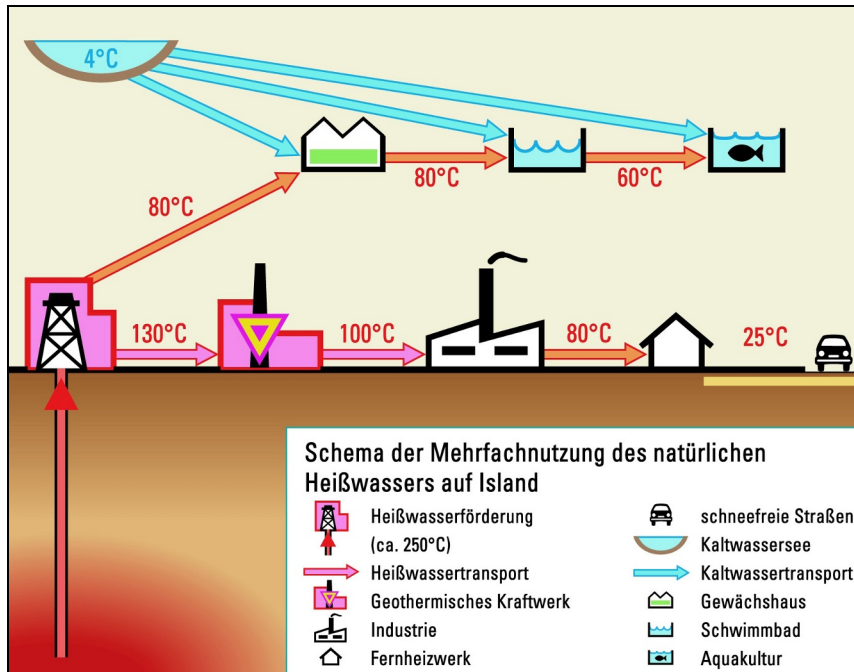 4°C
80°C
60°C
80°C
130°C
100°C
80°C
25°C
Schema der Mehrfachnutzung des natürlichen
Heißwassers auf Island
Heißwasserförderung
(ca. 250°C)
Heißwassertransport
Geothermisches Kraftwerk
Industrie
Fernheizwerk
schneefreie Straßen
Kaltwassersee
Kaltwassertransport
Gewächshaus
Schwimmbad
Aquakultur